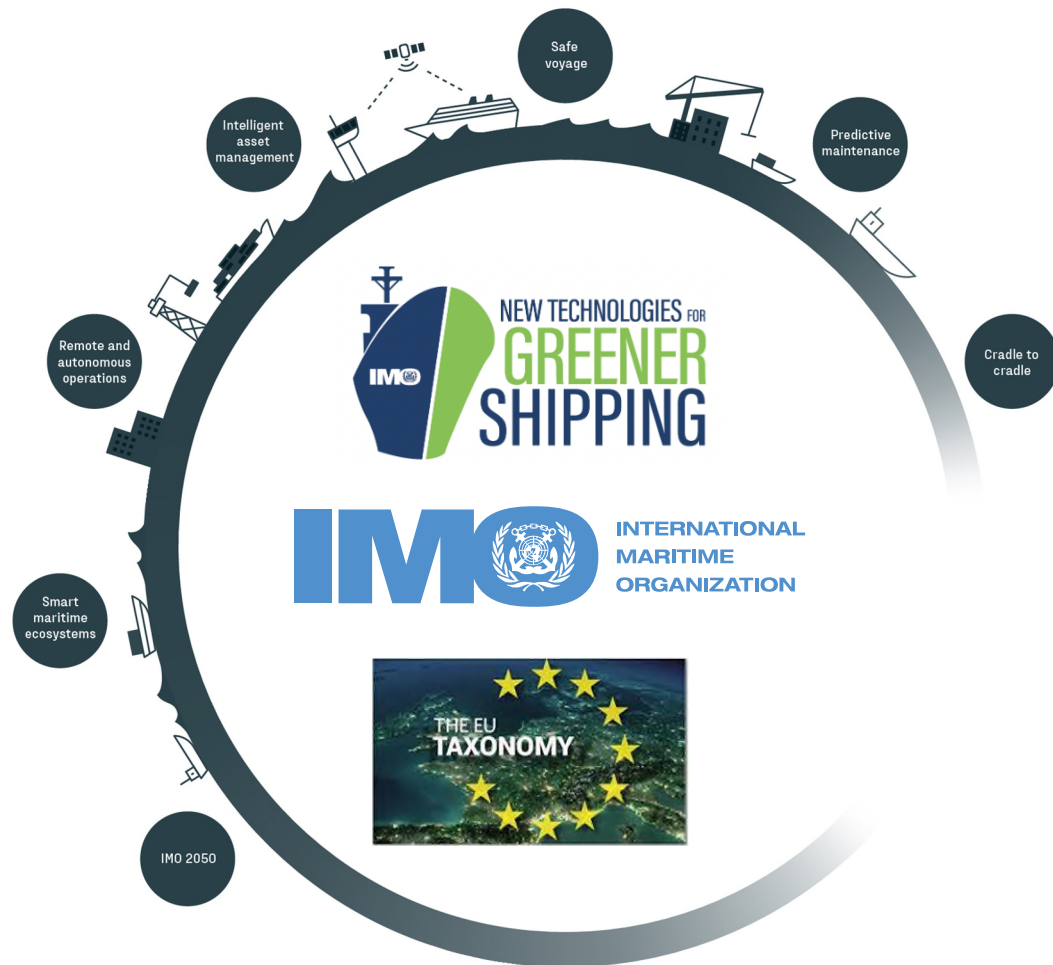 Safe
voyage
Intelligent
asset
management
Predictive
maintenance
Remote and
autonomous
operations
Cradle to
cradle
Smart
maritime
ecosystems
IMO 2050
NEW TECHNOLOGIES FOR
GREENER
SHIPPING
IMO
IMO
INTERNATIONAL
MARITIME
ORGANIZATION
THE EU
TAXONOMY